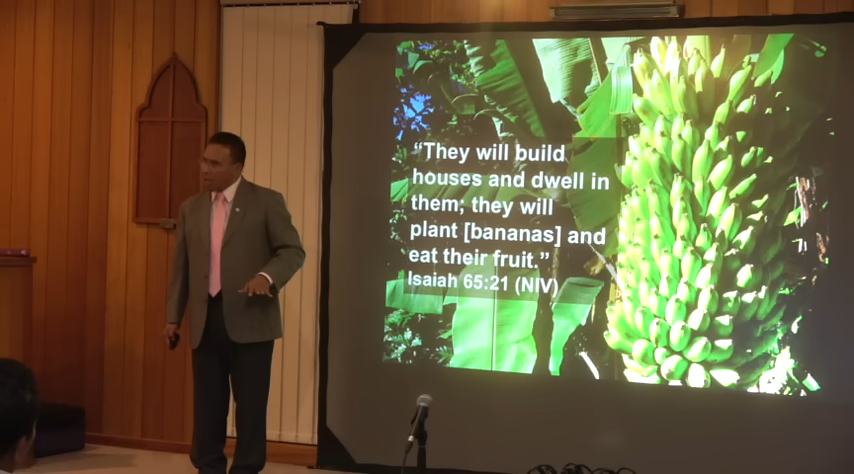 “They will build
houses and dwell in
them; they will
plant [bananas] and
eat their fruit.”
Isaiah 65:21 (NIV)